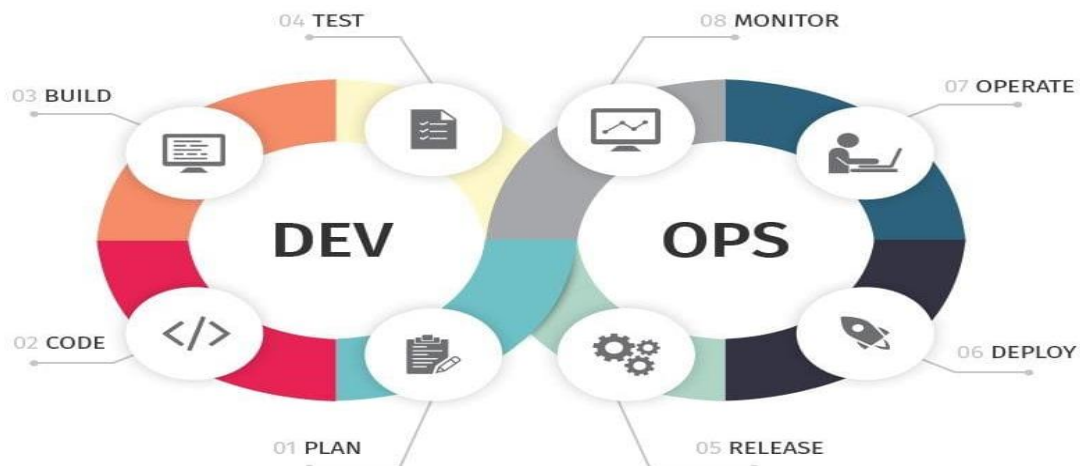 04 TEST
08 MONITOR
03 BUILD
07 OPERATE
DEV
OPS
</>
02 CODE
06 DEPLOY
01 PLAN
05 RELEASE